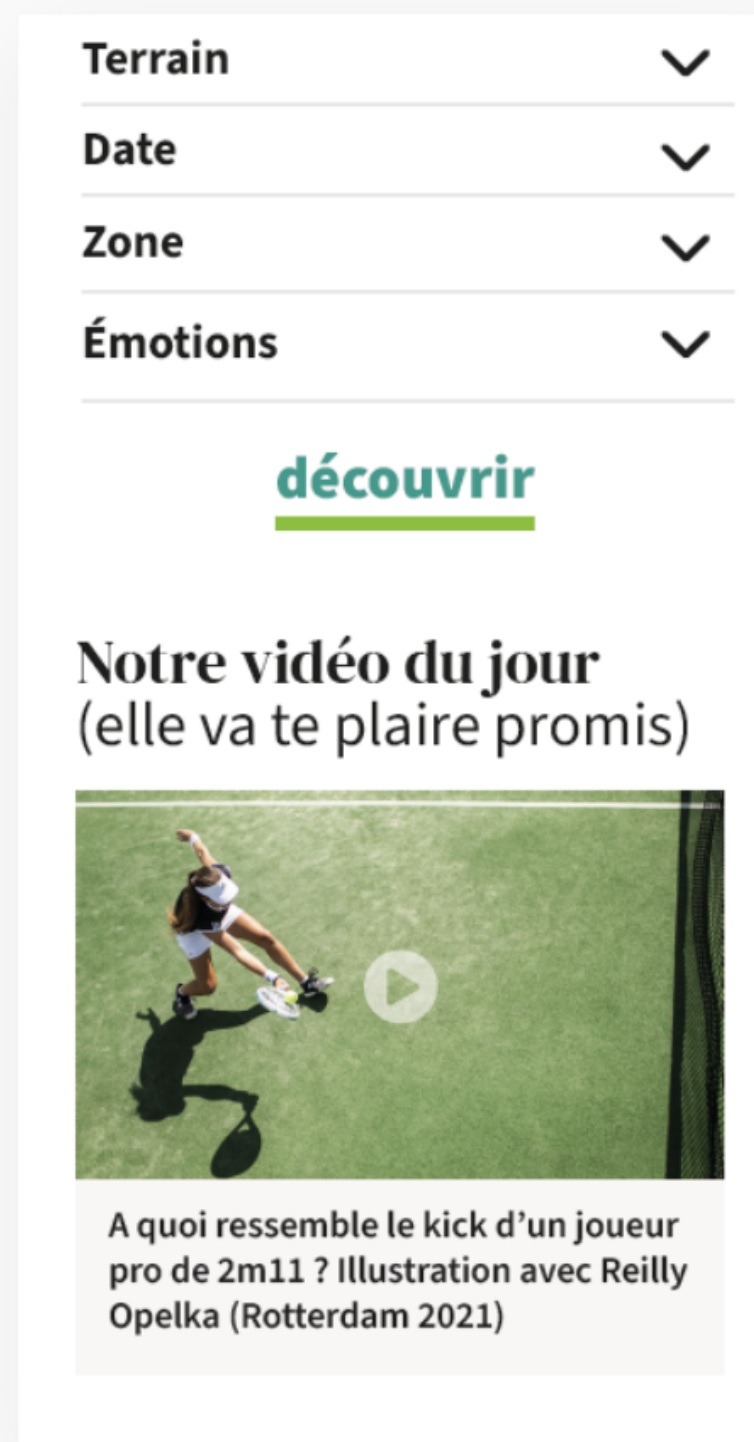 Terrain
Date
Zone
Émotions
découvrir
Notre vidéo du jour
(elle va te plaire promis)
A quoi ressemble le kick d’un joueur
pro de 2m11 ? Illustration avec Reilly
Opelka (Rotterdam 2021)